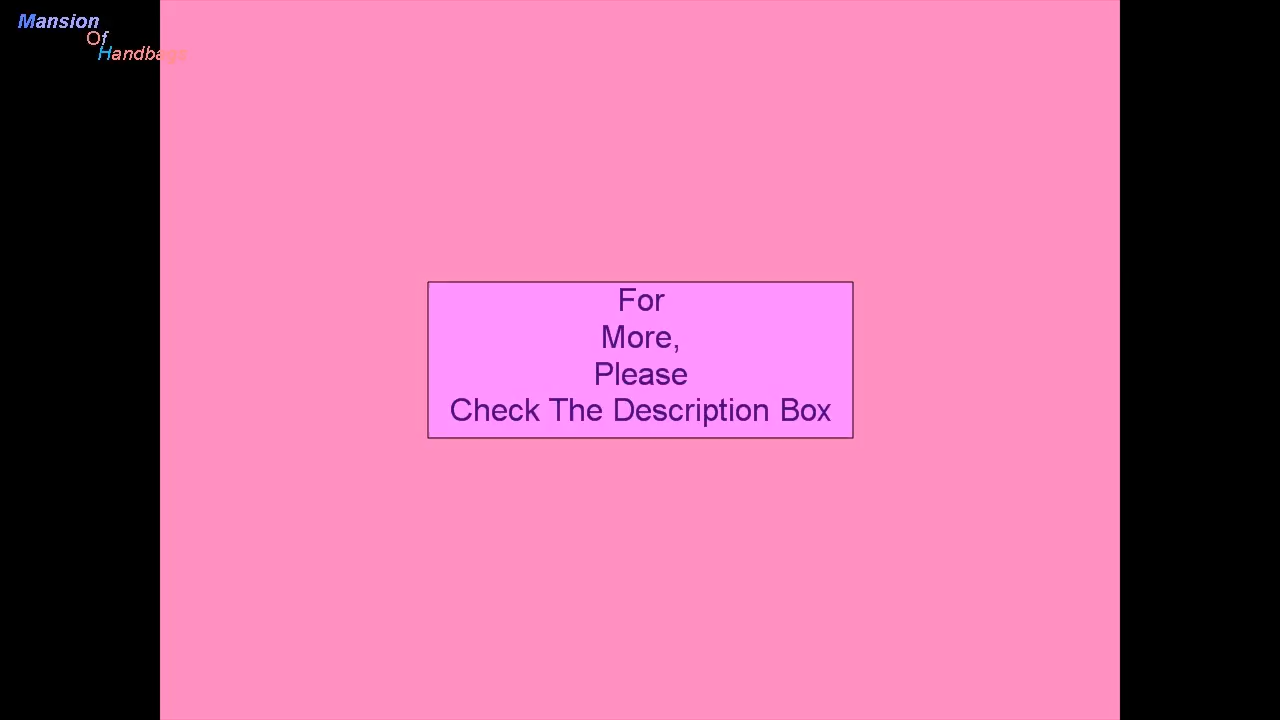 Mansion
Of
Handbags
For
More,
Please
Check The Description Box